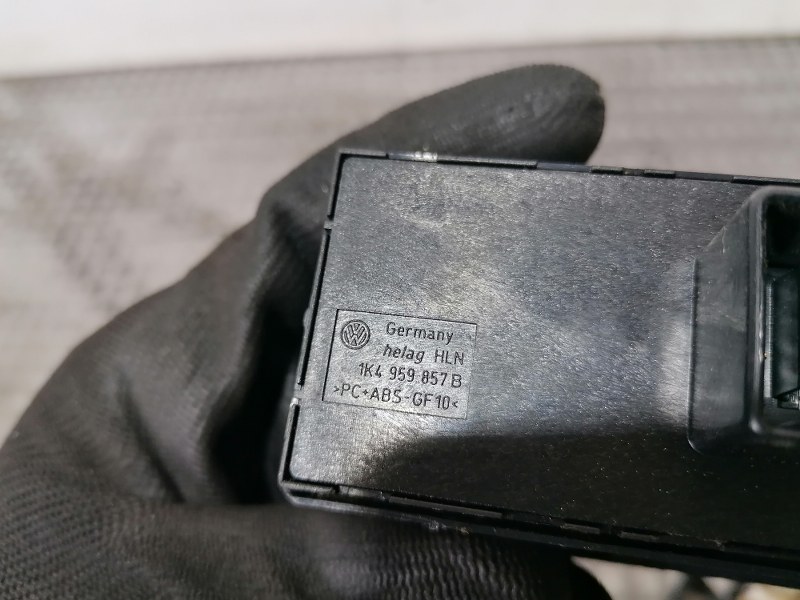 Germany
helag HLN
1K4 959 857 B
>PC+ABS-GF10<